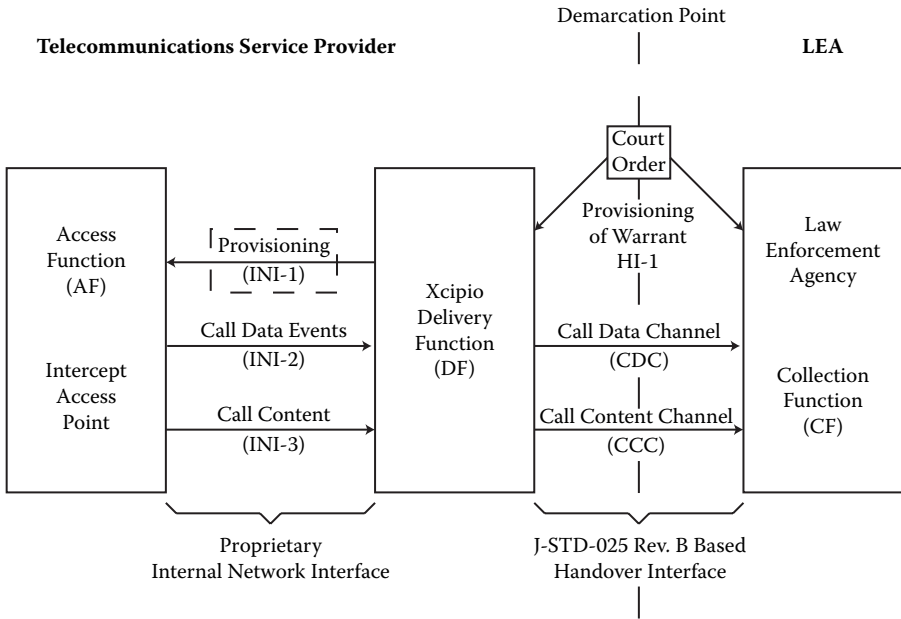 Demarcation Point
Telecommunications Service Provider
LEA
Court
Order
Provisioning
of Warrant
HI-1
Access
Function
(AF)
Intercept
Access
Point
Provisioning
(INI-1)
Call Data Events
(INI-2)
Call Content
(INI-3)
Xcipio
Delivery
Function
(DF)
Call Data Channel
(CDC)
Call Content Channel
(CCC)
Law
Enforcement
Agency
Collection
Function
(CF)
Proprietary
Internal Network Interface
J-STD-025 Rev. B Based
Handover Interface